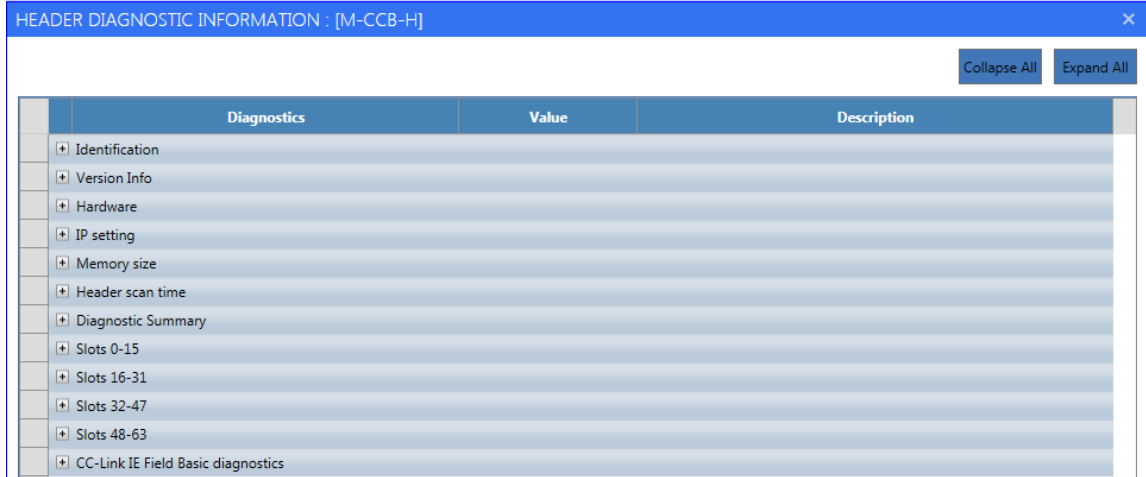 HEADER DIAGNOSTIC INFORMATION : [M-CCB-H]
Collapse All Expand All
Diagnostics Value Description
Identification
Version Info
Hardware
IP setting
Memory size
Header scan time
Diagnostic Summary
Slots 0-15
Slots 16-31
Slots 32-47
Slots 48-63
CC-Link IE Field Basic diagnostics